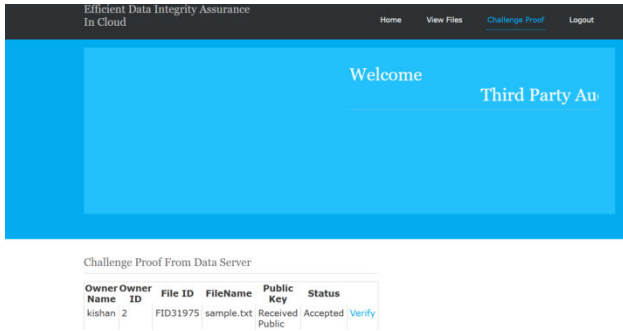 Efficient Data Integrity Assurance
In Cloud
Home View Files Challenge Proof Logout
Welcome
Third Party
Challenge Proof From Data Server
Owner Name Owner ID File ID FileName Public Key Status
kishan 2 FID31975 sample.txt Received Public Accepted Verify